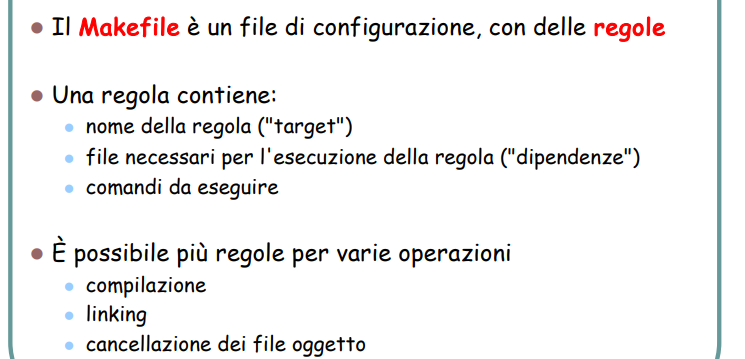 Il Makefile è un file di configurazione, con delle regole
Una regola contiene:
nome della regola ("target")
file necessari per l'esecuzione della regola ("dipendenze")
comandi da eseguire
È possibile più regole per varie operazioni
compilazione
linking
cancellazione dei file oggetto